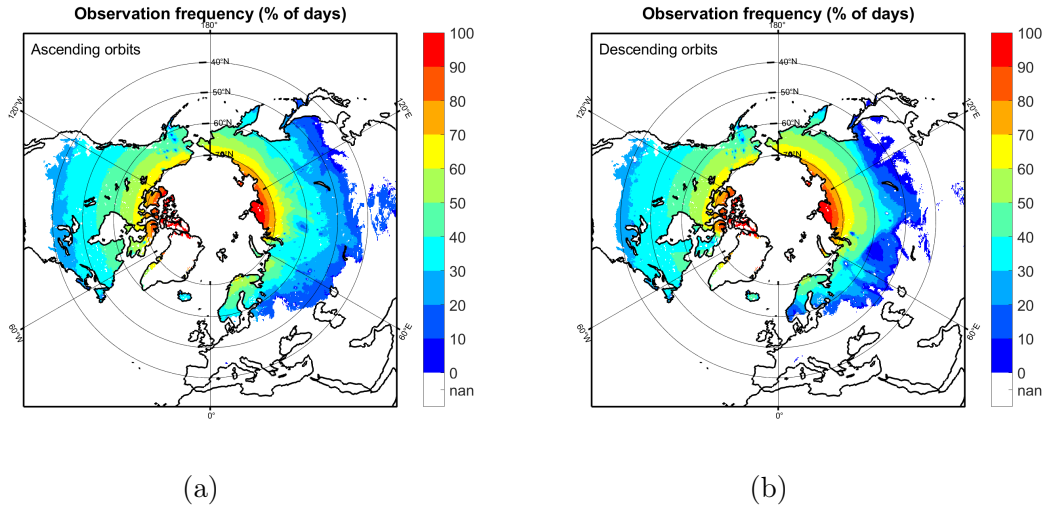 Observation frequency (% of days)
Ascending orbits
180°
40°N
50°N
60°N
70°N
120°W
120°E
60°W
60°E
0°
100
90
80
70
60
50
40
30
20
10
0
nan
(a)
Observation frequency (% of days)
Descending orbits
180°
40°N
50°N
60°N
70°N
120°W
120°E
60°W
60°E
0°
100
90
80
70
60
50
40
30
20
10
0
nan
(b)